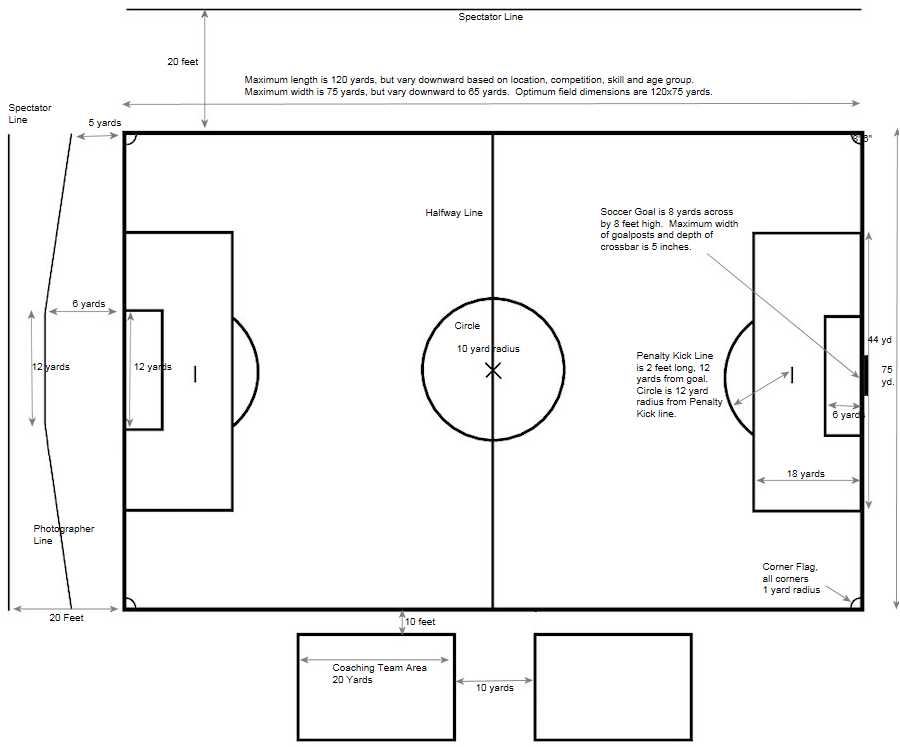 Spectator Line
20 feet
Maximum length is 120 yards, but vary downward based on location, competition, skill and age group.
Maximum width is 75 yards, but vary downward to 65 yards.  Optimum field dimensions are 120x75 yards.
Spectator
Line
5 yards
Halfway Line
Soccer Goal is 8 yards across
by 8 feet high.  Maximum width
of goalposts and depth of
crossbar is 5 inches.
6 yards
Circle
10 yard radius
12 yards
12 yards
Penalty Kick Line
is 2 feet long, 12
yards from goal.
Circle is 12 yard
radius from Penalty
Kick line.
44 yd
75
yd.
6 yards
18 yards
Photographer
Line
Corner Flag,
all corners
1 yard radius
20 Feet
10 feet
Coaching Team Area
20 Yards
10 yards